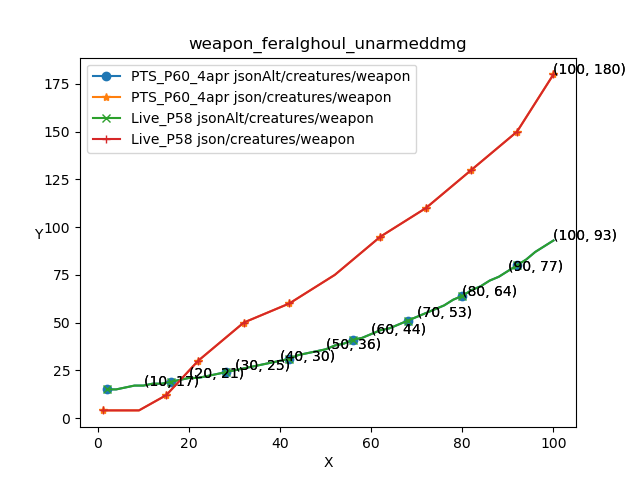 weapon_feralghoul_unarmeddmg
PTS_P60_4apr jsonAlt/creatures/weapon
PTS_P60_4apr json/creatures/weapon
Live_P58 jsonAlt/creatures/weapon
Live_P58 json/creatures/weapon
(100, 180)
175
150
125
Y
100
(100, 93)
(90, 77)
75
(80, 64)
(70, 53)
50
(60, 44)
(50, 36)
(40, 30)
(30, 25)
25
(20, 21)
(10, 17)
0
0 20 40 60 80 100
X